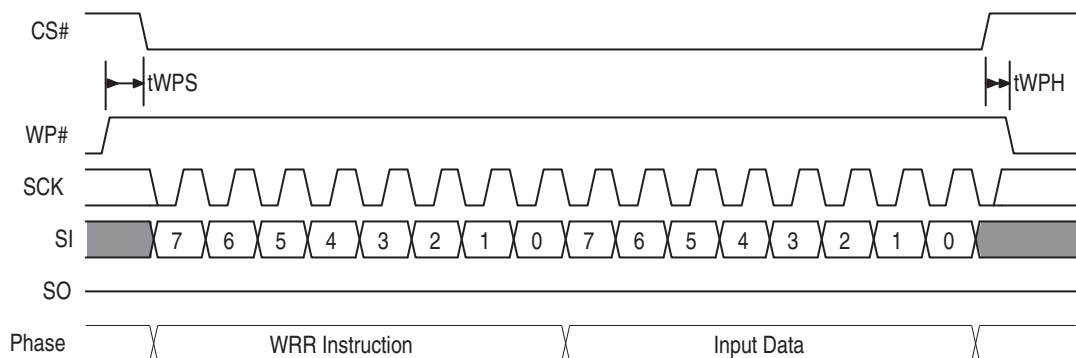 CS#
tWPS
tWPH
WP#
SCK
SI 7 6 5 4 3 2 1 0 7 6 5 4 3 2 1 0
SO
Phase WRR Instruction Input Data